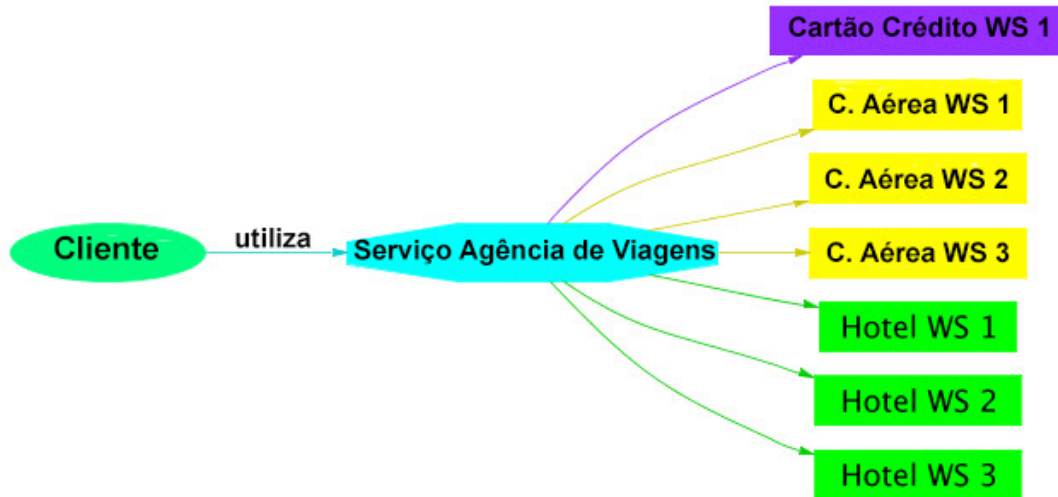 Cartão Crédito WS 1
C. Aérea WS 1
C. Aérea WS 2
Cliente
utiliza
Serviço Agência de Viagens
C. Aérea WS 3
Hotel WS 1
Hotel WS 2
Hotel WS 3